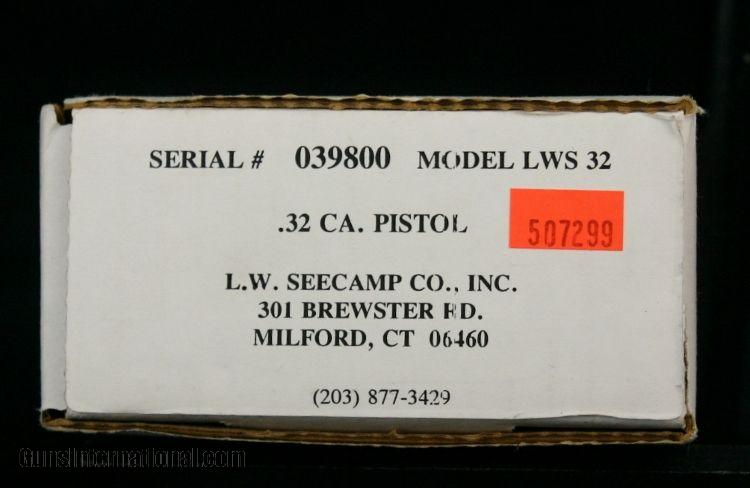 SERIAL # 039800 MODEL LWS 32
.32 CA. PISTOL
507299
L.W. SEECAMP CO., INC.
301 BREWSTER RD.
MILFORD, CT 06460
(203) 877-3429
GunsInternational.com